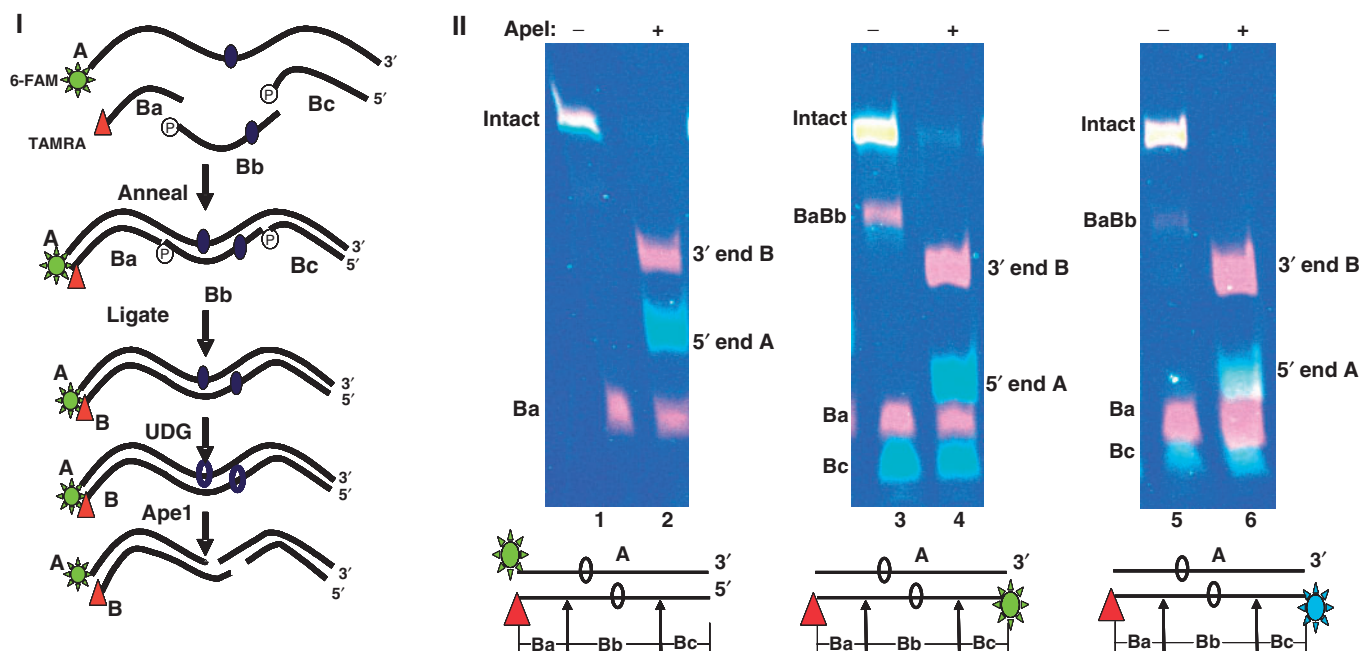 I
A
6-FAM
3′
5′
P
Ba
Bc
TAMRA
P
Bb
Anneal
A
Ba
P
P
Bc
3′
5′
Bb
Ligate
A
B
3′
5′
UDG
A
B
3′
5′
Ape1
A
B
3′
5′
II
ApeI: – +
Intact
3′ end B
5′ end A
Ba
1 2
A
3′
5′
Ba Bb Bc
– +
Intact
BaBb
3′ end B
5′ end A
Ba
Bc
3 4
A
3′
Ba Bb Bc
– +
Intact
BaBb
3′ end B
5′ end A
Ba
Bc
5 6
A
3′
Ba Bb Bc